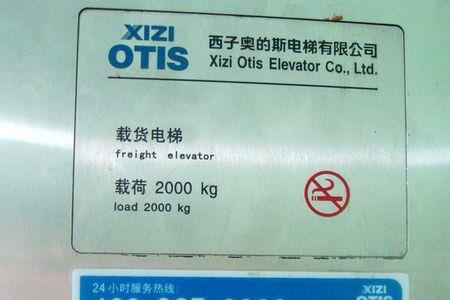 XIZI
OTIS
西子奥的斯电梯有限公司
Xizi Otis Elevator Co., Ltd.
载货电梯
freight elevator
载荷 2000 kg
load 2000 kg
24小时服务热线:
XIZI
OTIS